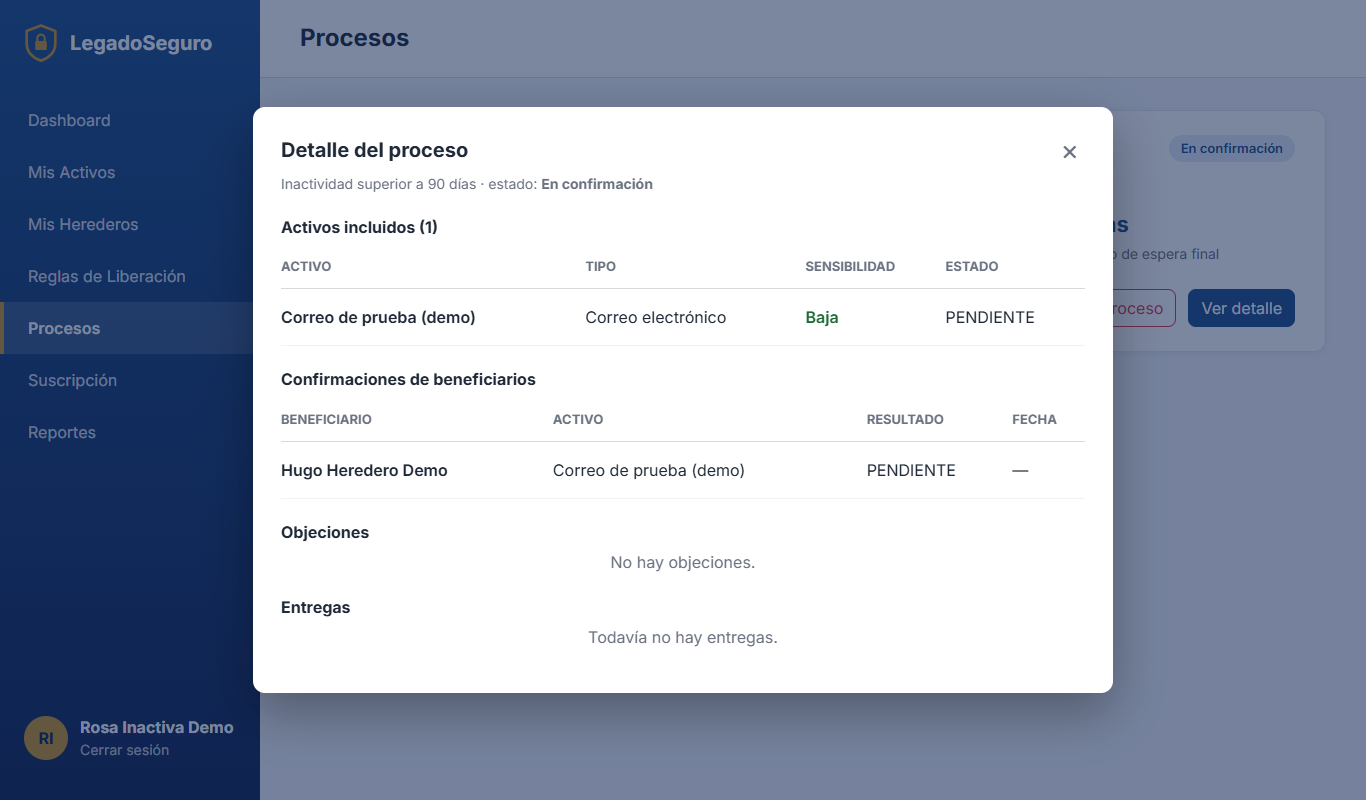 LegadoSeguro
Procesos
Dashboard
Mis Activos
Mis Herederos
Reglas de Liberación
Procesos
Suscripción
Reportes
RI
Rosa Inactiva Demo
Cerrar sesión
En confirmación
de espera final
Ver detalle
Detalle del proceso
×
Inactividad superior a 90 días · estado: En confirmación
Activos incluidos (1)
ACTIVO TIPO SENSIBILIDAD ESTADO
Correo de prueba (demo) Correo electrónico Baja PENDIENTE
Confirmaciones de beneficiarios
BENEFICIARIO ACTIVO RESULTADO FECHA
Hugo Heredero Demo Correo de prueba (demo) PENDIENTE —
Objeciones
No hay objeciones.
Entregas
Todavía no hay entregas.